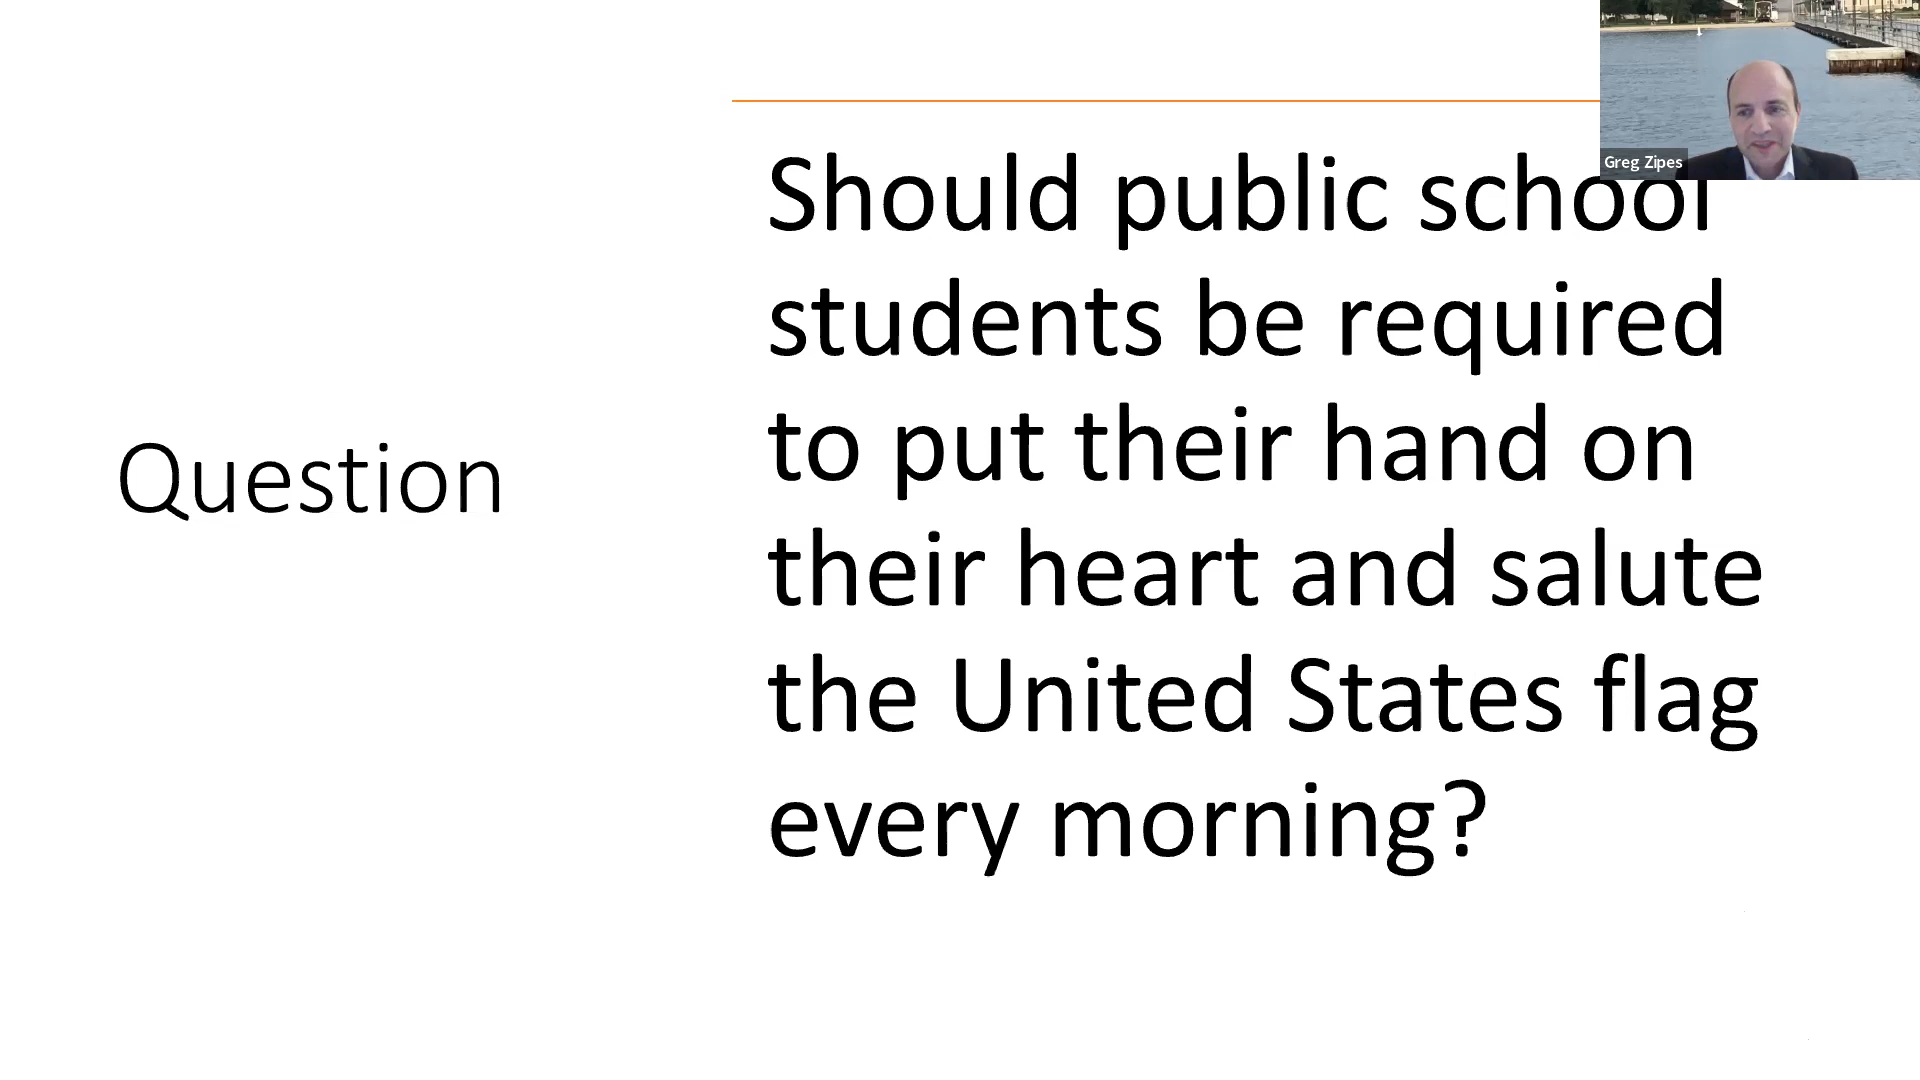 Greg Zipes
Question
Should public school
students be required
to put their hand on
their heart and salute
the United States flag
every morning?